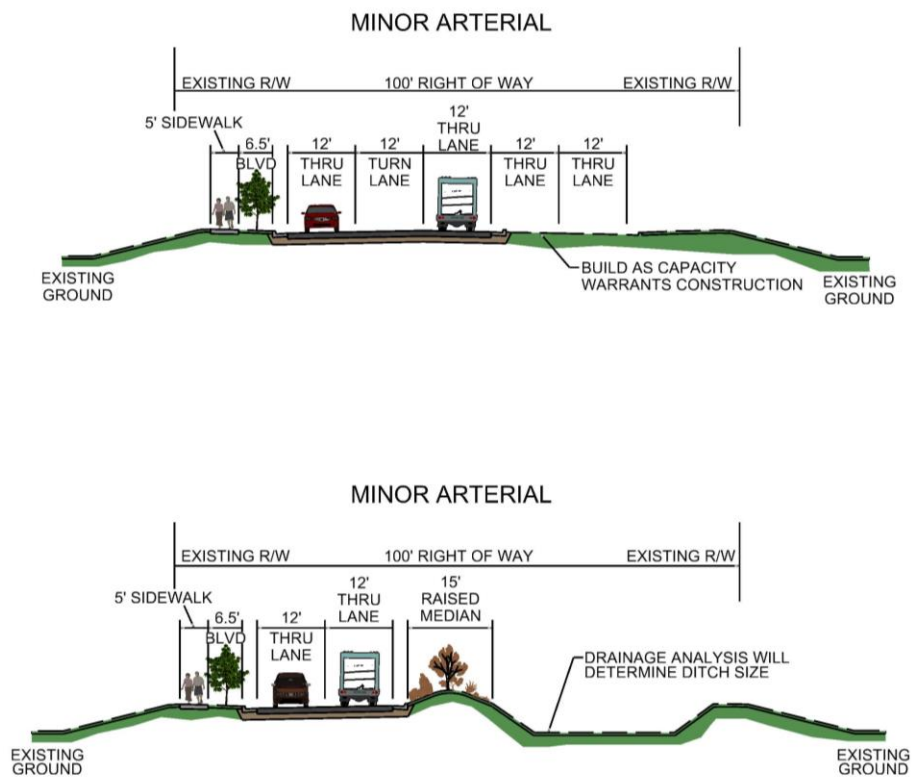 MINOR ARTERIAL
EXISTING R/W 100' RIGHT OF WAY EXISTING R/W
5' SIDEWALK
6.5'
BLVD
12'
THRU
LANE
12'
TURN
LANE
12'
THRU
LANE
12'
THRU
LANE
12'
THRU
LANE
BUILD AS CAPACITY
WARRANTS CONSTRUCTION
EXISTING
GROUND
EXISTING
GROUND
MINOR ARTERIAL
EXISTING R/W 100' RIGHT OF WAY EXISTING R/W
5' SIDEWALK
6.5'
BLVD
12'
THRU
LANE
12'
THRU
LANE
15'
RAISED
MEDIAN
DRAINAGE ANALYSIS WILL
DETERMINE DITCH SIZE
EXISTING
GROUND
EXISTING
GROUND